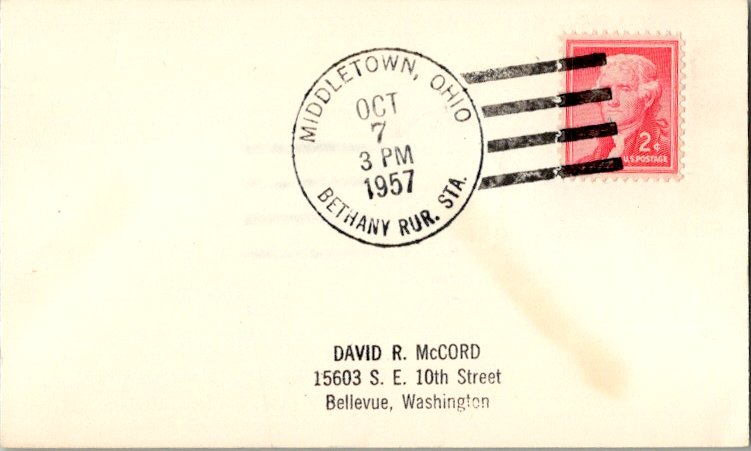 MIDDLETOWN, OHIO
OCT
7
3 PM
1957
BETHANY RUR. STA.
2¢
U.S. POSTAGE
DAVID R. McCORD
15603 S. E. 10th Street
Bellevue, Washington